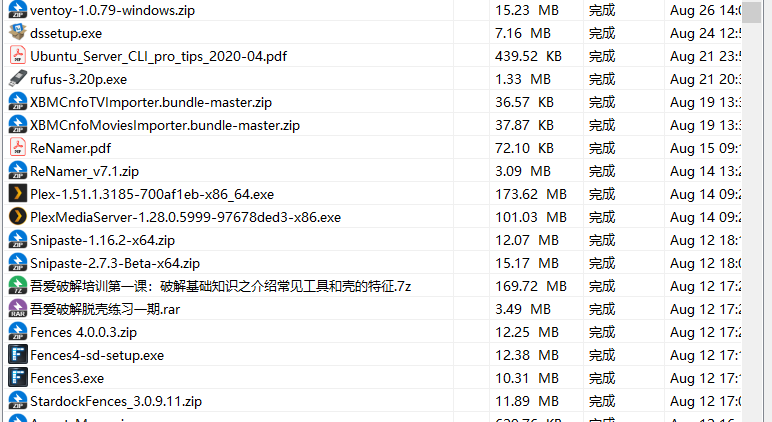 ventoy-1.0.79-windows.zip 15.23 MB 完成 Aug 26 14:0
dssetup.exe 7.16 MB 完成 Aug 24 12:5
Ubuntu_Server_CLI_pro_tips_2020-04.pdf 439.52 KB 完成 Aug 21 23:5
rufus-3.20p.exe 1.33 MB 完成 Aug 21 20:3
XBMCnfoTVImporter.bundle-master.zip 36.57 KB 完成 Aug 19 13:3
XBMCnfoMoviesImporter.bundle-master.zip 37.87 KB 完成 Aug 19 13:3
ReNamer.pdf 72.10 KB 完成 Aug 15 09:1
ReNamer_v7.1.zip 3.09 MB 完成 Aug 14 13:2
Plex-1.51.1.3185-700af1eb-x86_64.exe 173.62 MB 完成 Aug 14 09:2
PlexMediaServer-1.28.0.5999-97678ded3-x86.exe 101.03 MB 完成 Aug 14 09:2
Snipaste-1.16.2-x64.zip 12.07 MB 完成 Aug 12 18:1
Snipaste-2.7.3-Beta-x64.zip 15.17 MB 完成 Aug 12 18:0
吾爱破解培训第一课：破解基础知识之介绍常见工具和壳的特征.7z 169.72 MB 完成 Aug 12 17:2
吾爱破解脱壳练习一期.rar 3.49 MB 完成 Aug 12 17:2
Fences 4.0.0.3.zip 12.25 MB 完成 Aug 12 17:2
Fences4-sd-setup.exe 12.38 MB 完成 Aug 12 17:1
Fences3.exe 10.31 MB 完成 Aug 12 17:1
StardockFences_3.0.9.11.zip 11.89 MB 完成 Aug 12 17:0